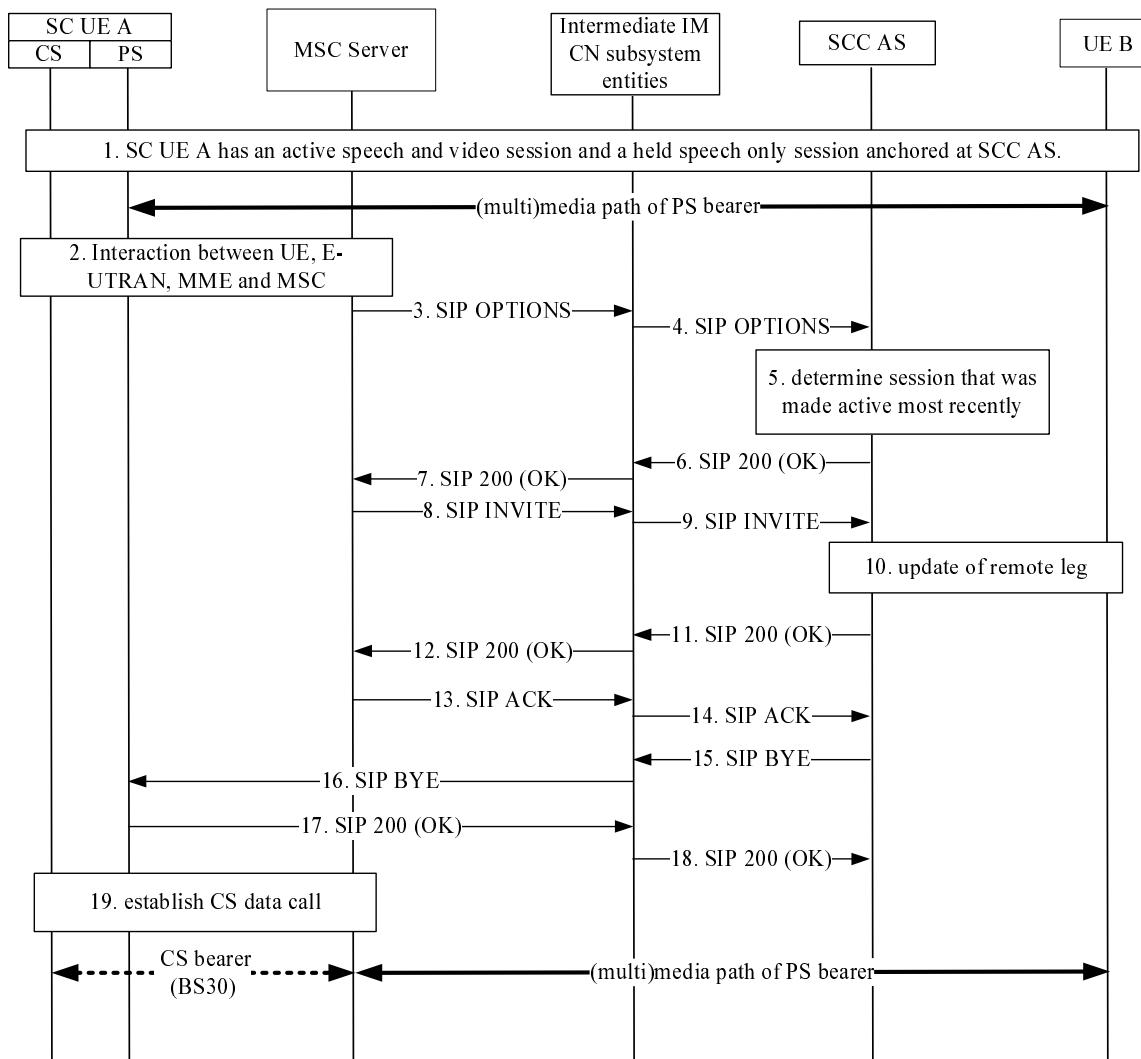 SC UE A
CS
PS
MSC Server
Intermediate IM
CN subsystem
entities
SCC AS
UE B
1. SC UE A has an active speech and video session and a held speech only session anchored at SCC AS.
(multi)media path of PS bearer
2. Interaction between UE, E-
UTRAN, MME and MSC
3. SIP OPTIONS
4. SIP OPTIONS
5. determine session that was
made active most recently
6. SIP 200 (OK)
7. SIP 200 (OK)
8. SIP INVITE
9. SIP INVITE
10. update of remote leg
11. SIP 200 (OK)
12. SIP 200 (OK)
13. SIP ACK
14. SIP ACK
15. SIP BYE
16. SIP BYE
17. SIP 200 (OK)
18. SIP 200 (OK)
19. establish CS data call
CS bearer
(BS30)
(multi)media path of PS bearer